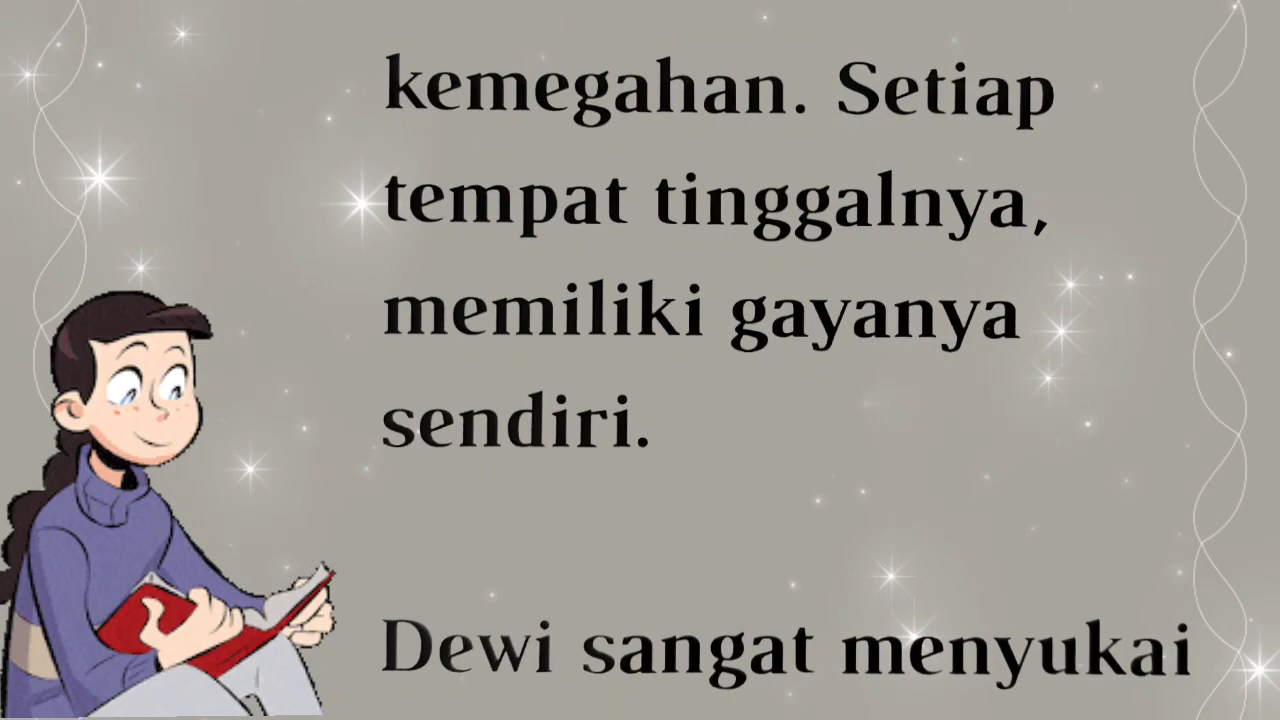 kemegahan. Setiap
tempat tinggalnya,
memiliki gayanya
sendiri.
Dewi sangat menyukai